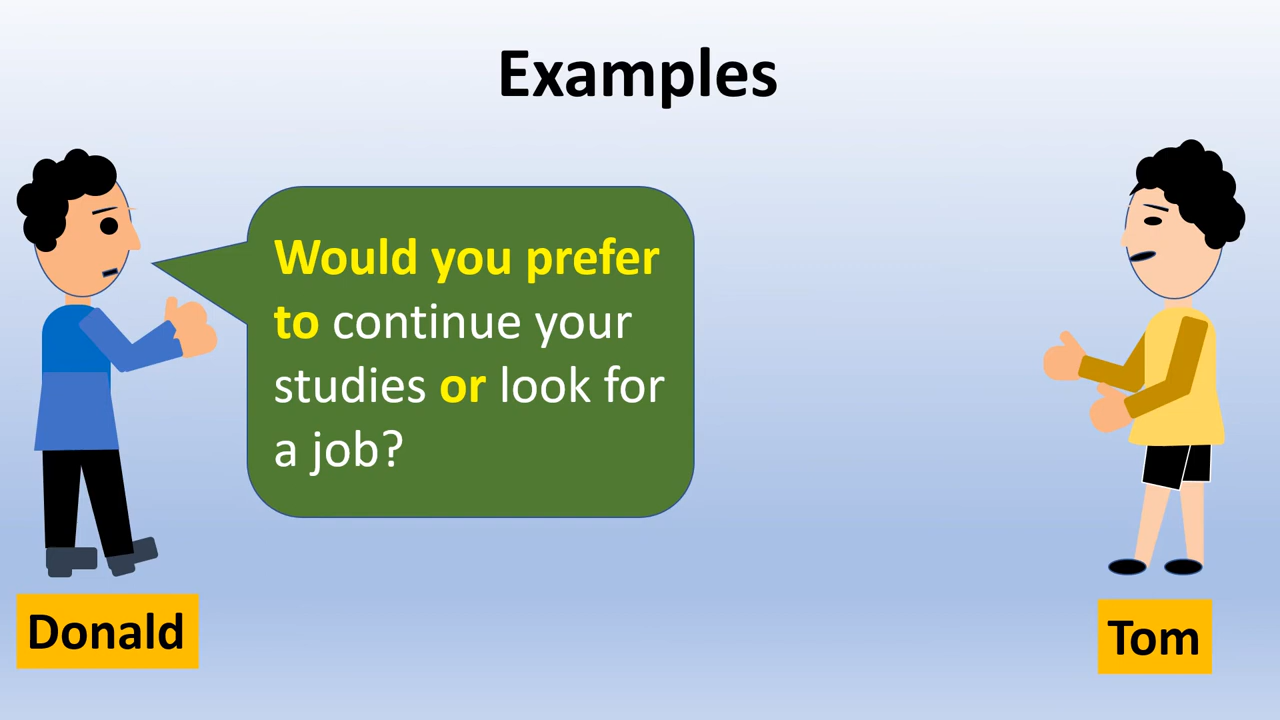 Examples
Would you prefer
to continue your
studies or look for
a job?
Donald
Tom